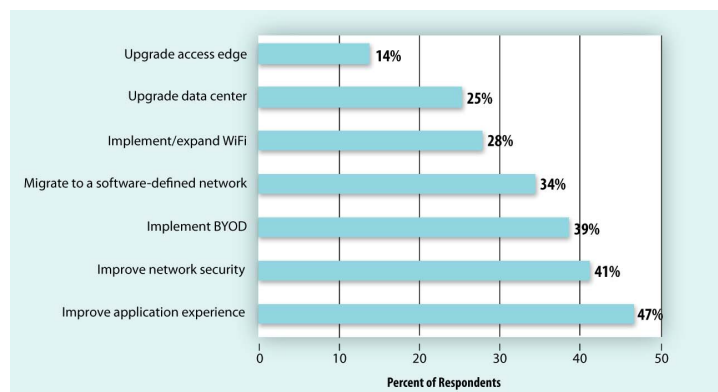 Upgrade access edge 14%
Upgrade data center 25%
Implement/expand WiFi 28%
Migrate to a software-defined network 34%
Implement BYOD 39%
Improve network security 41%
Improve application experience 47%
0 10 20 30 40 50
Percent of Respondents